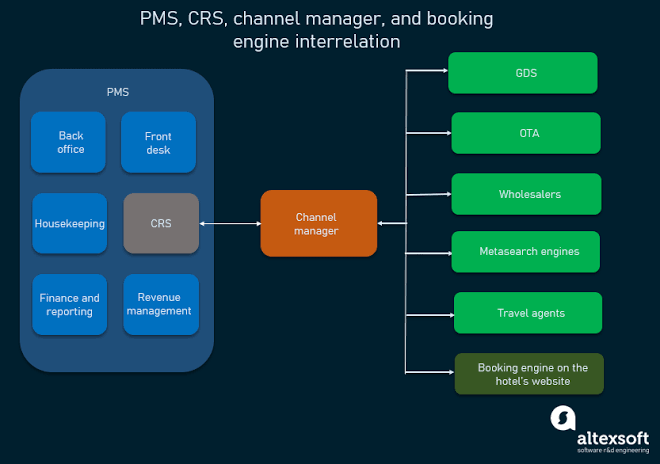 PMS, CRS, channel manager, and booking
engine interrelation
PMS
Back
office
Front
desk
Housekeeping
CRS
Finance and
reporting
Revenue
management
Channel
manager
GDS
OTA
Wholesalers
Metasearch engines
Travel agents
Booking engine on the
hotel's website
altexsoft
software r&d engineering